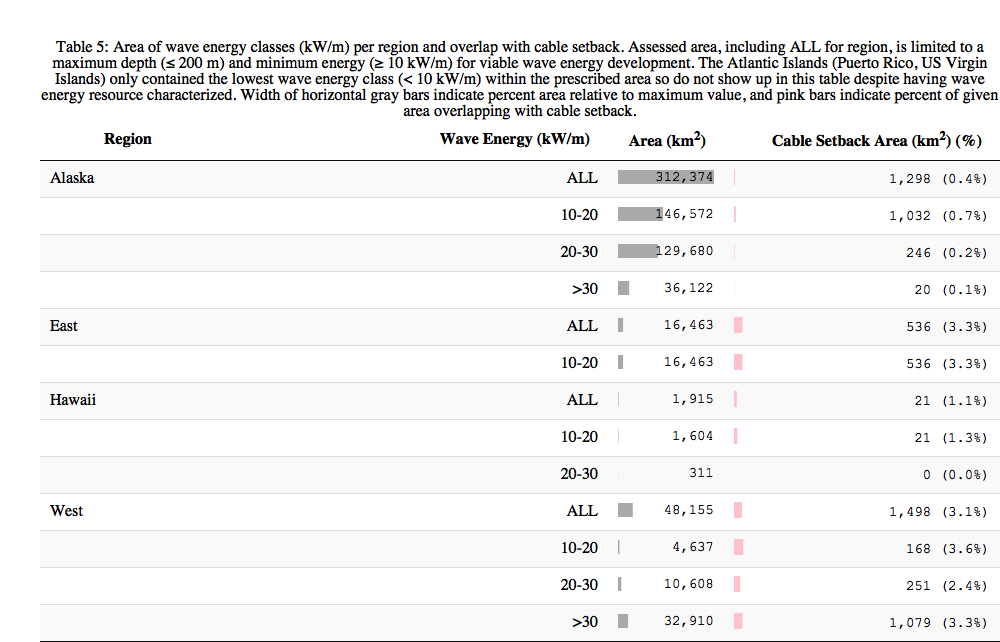 Table 5: Area of wave energy classes (kW/m) per region and overlap with cable setback. Assessed area, including ALL for region, is limited to a
maximum depth (≤ 200 m) and minimum energy (≥ 10 kW/m) for viable wave energy development. The Atlantic Islands (Puerto Rico, US Virgin
Islands) only contained the lowest wave energy class (< 10 kW/m) within the prescribed area so do not show up in this table despite having wave
energy resource characterized. Width of horizontal gray bars indicate percent area relative to maximum value, and pink bars indicate percent of given
area overlapping with cable setback.
Region Wave Energy (kW/m) Area (km²) Cable Setback Area (km²) (%)
Alaska ALL 312,374 1,298 (0.4%)
10-20 146,572 1,032 (0.7%)
20-30 129,680 246 (0.2%)
>30 36,122 20 (0.1%)
East ALL 16,463 536 (3.3%)
10-20 16,463 536 (3.3%)
Hawaii ALL 1,915 21 (1.1%)
10-20 1,604 21 (1.3%)
20-30 311 0 (0.0%)
West ALL 48,155 1,498 (3.1%)
10-20 4,637 168 (3.6%)
20-30 10,608 251 (2.4%)
>30 32,910 1,079 (3.3%)